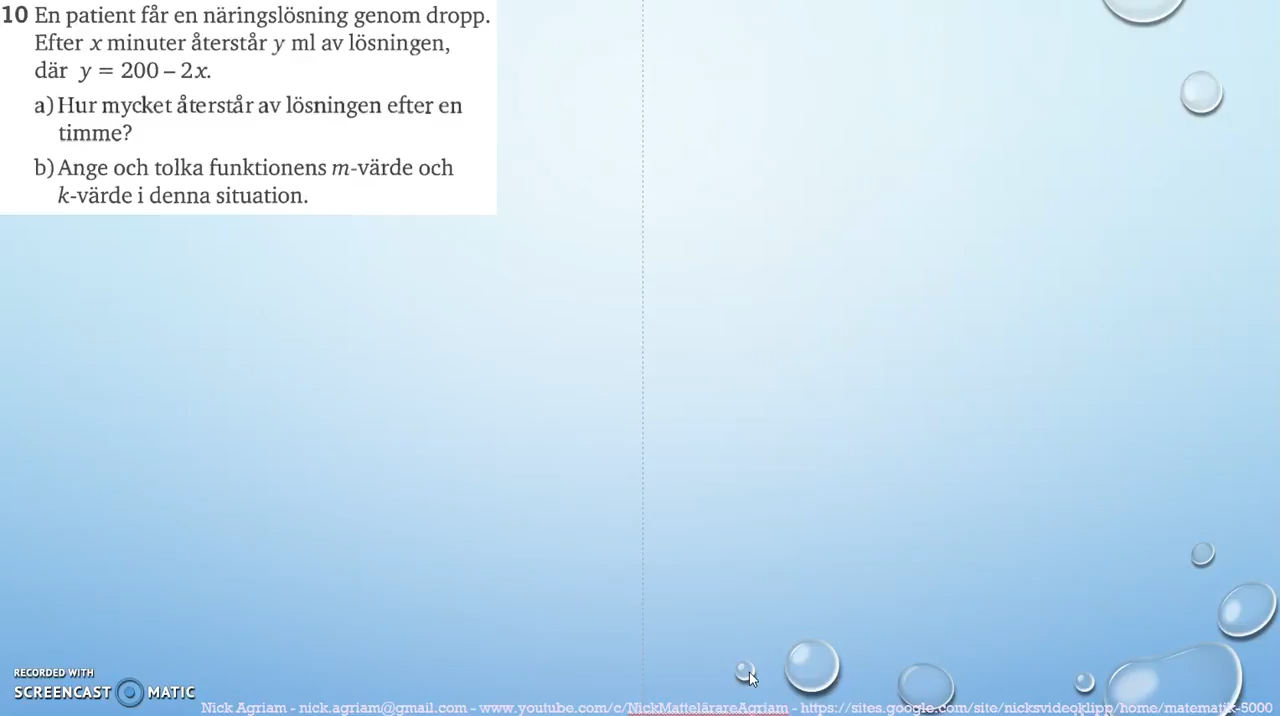 10 En patient får en näringslösning genom dropp.
Efter x minuter återstår y ml av lösningen,
där y = 200 – 2x.
a) Hur mycket återstår av lösningen efter en
timme?
b) Ange och tolka funktionens m-värde och
k-värde i denna situation.
RECORDED WITH
SCREENCAST MATIC
Nick Agriam - nick.agriam@gmail.com - www.youtube.com/c/NickMattelärareAgriam - https://sites.google.com/site/nicksvideoklipp/home/matematik-5000